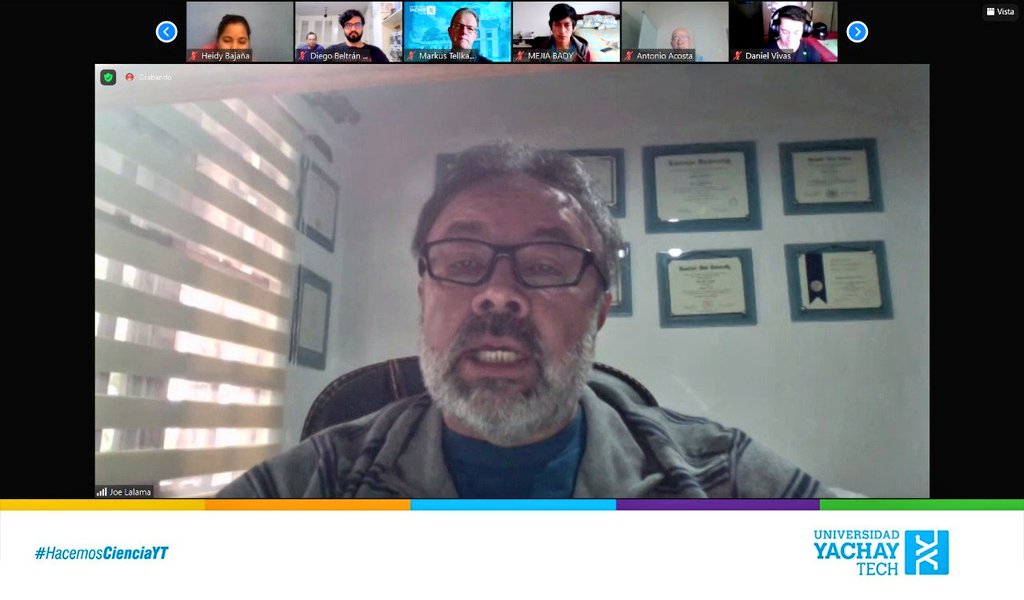 Vista
Heidy Bajaña
Diego Beltrán ...
Markus Tellka...
MEJIA BADY
Antonio Acosta
Daniel Vivas
YACHAY
Grabando
Joe Lalama
#HacemosCienciaYT
UNIVERSIDAD
YACHAY
TECH